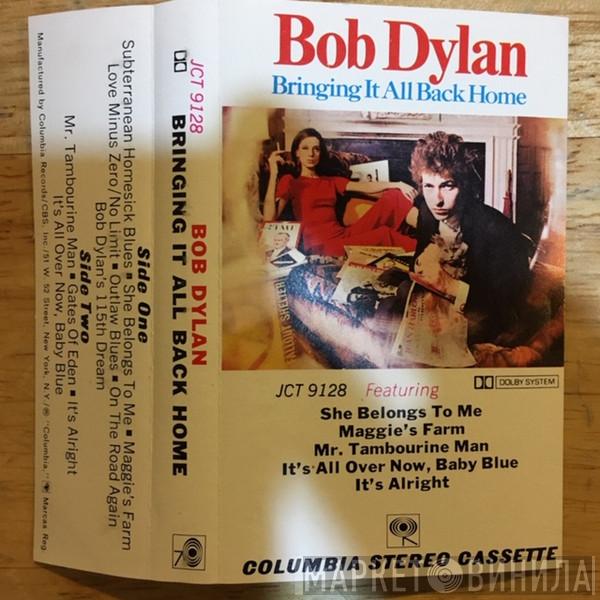 Bob Dylan
Bringing It All Back Home
JCT 9128 Featuring
DOLBY SYSTEM
She Belongs To Me
Maggie's Farm
Mr. Tambourine Man
It's All Over Now, Baby Blue
It's Alright
COLUMBIA STEREO CASSETTE
JCT 9128
BOB DYLAN
BRINGING IT ALL BACK HOME
Side One
Subterranean Homesick Blues ▪ She Belongs To Me ▪ Maggie's Farm
Love Minus Zero/No Limit ▪ Outlaw Blues ▪ On The Road Again
Bob Dylan's 115th Dream
Side Two
Mr. Tambourine Man ▪ Gates Of Eden ▪ It's Alright
It's All Over Now, Baby Blue
Manufactured by Columbia Records/CBS, Inc./51 W 52 Street, New York, N.Y./® "Columbia," Marcas Reg.
МАРКЕТ ВИНИЛА